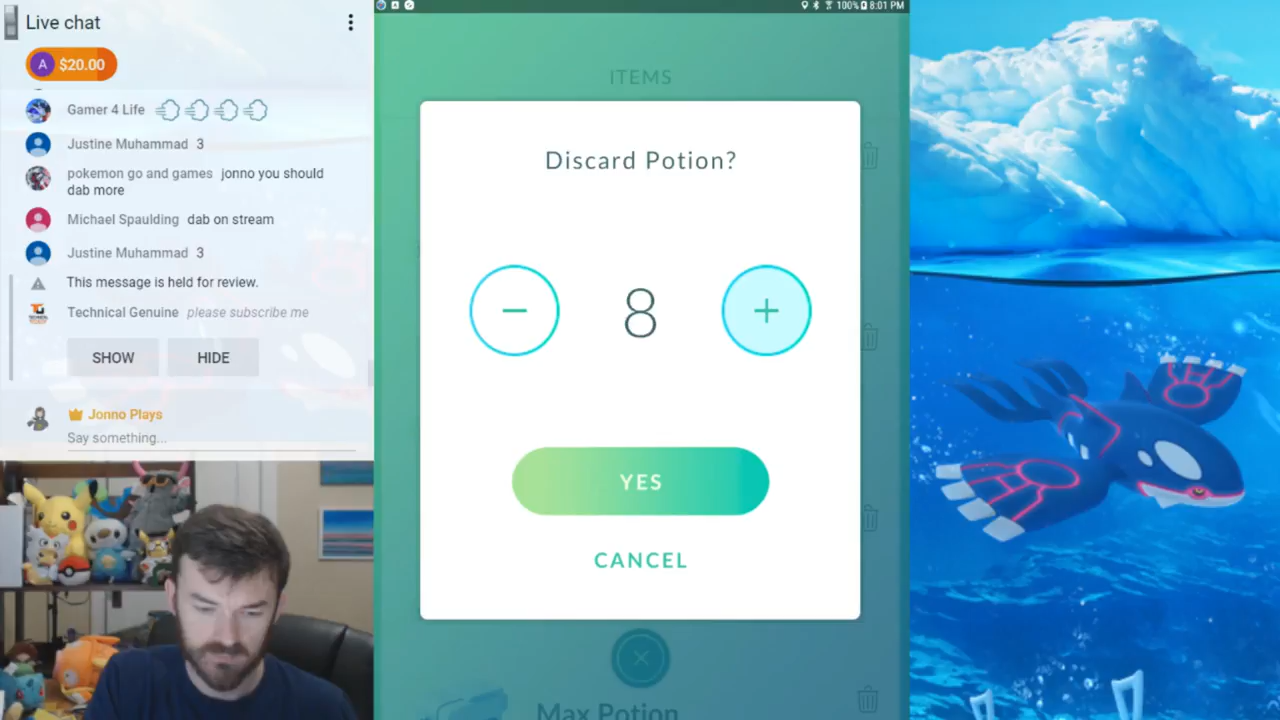 Live chat
A $20.00
Gamer 4 Life
Justine Muhammad 3
pokemon go and games jonno you should
dab more
Michael Spaulding dab on stream
Justine Muhammad 3
This message is held for review.
Technical Genuine please subscribe me
SHOW HIDE
Jonno Plays
Say something...
100% 8:01 PM
ITEMS
Discard Potion?
− 8 +
YES
CANCEL
Max Potion